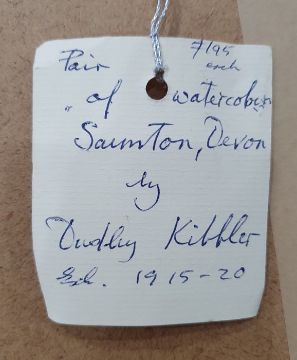 Pair £195
each
" of watercolours
Saunton, Devon
by
Dudley Kibbler
Exh. 1915-20